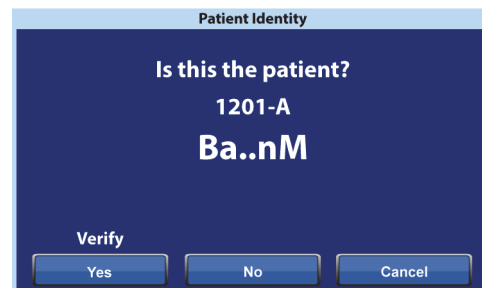 Patient Identity
Is this the patient?
1201-A
Ba..nM
Verify
Yes No Cancel